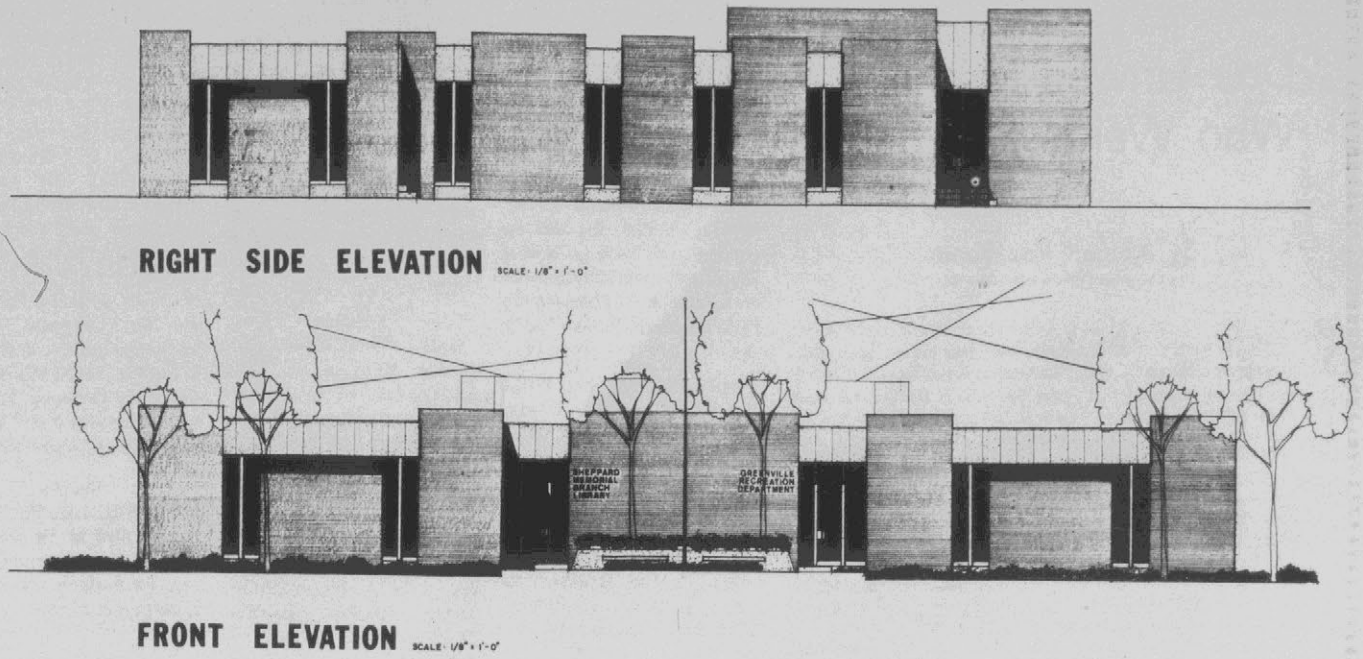 RIGHT SIDE ELEVATION SCALE: 1/8" = 1'-0"
SHEPPARD
MEMORIAL
BRANCH
LIBRARY
GREENVILLE
RECREATION
DEPARTMENT
FRONT ELEVATION SCALE: 1/8" = 1'-0"